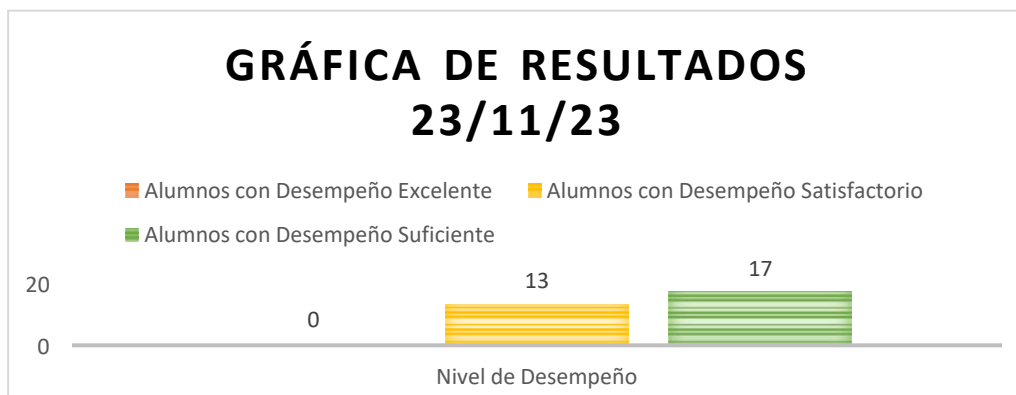 GRÁFICA DE RESULTADOS
23/11/23
Alumnos con Desempeño Excelente
Alumnos con Desempeño Satisfactorio
Alumnos con Desempeño Suficiente
20
0
0
13
17
Nivel de Desempeño